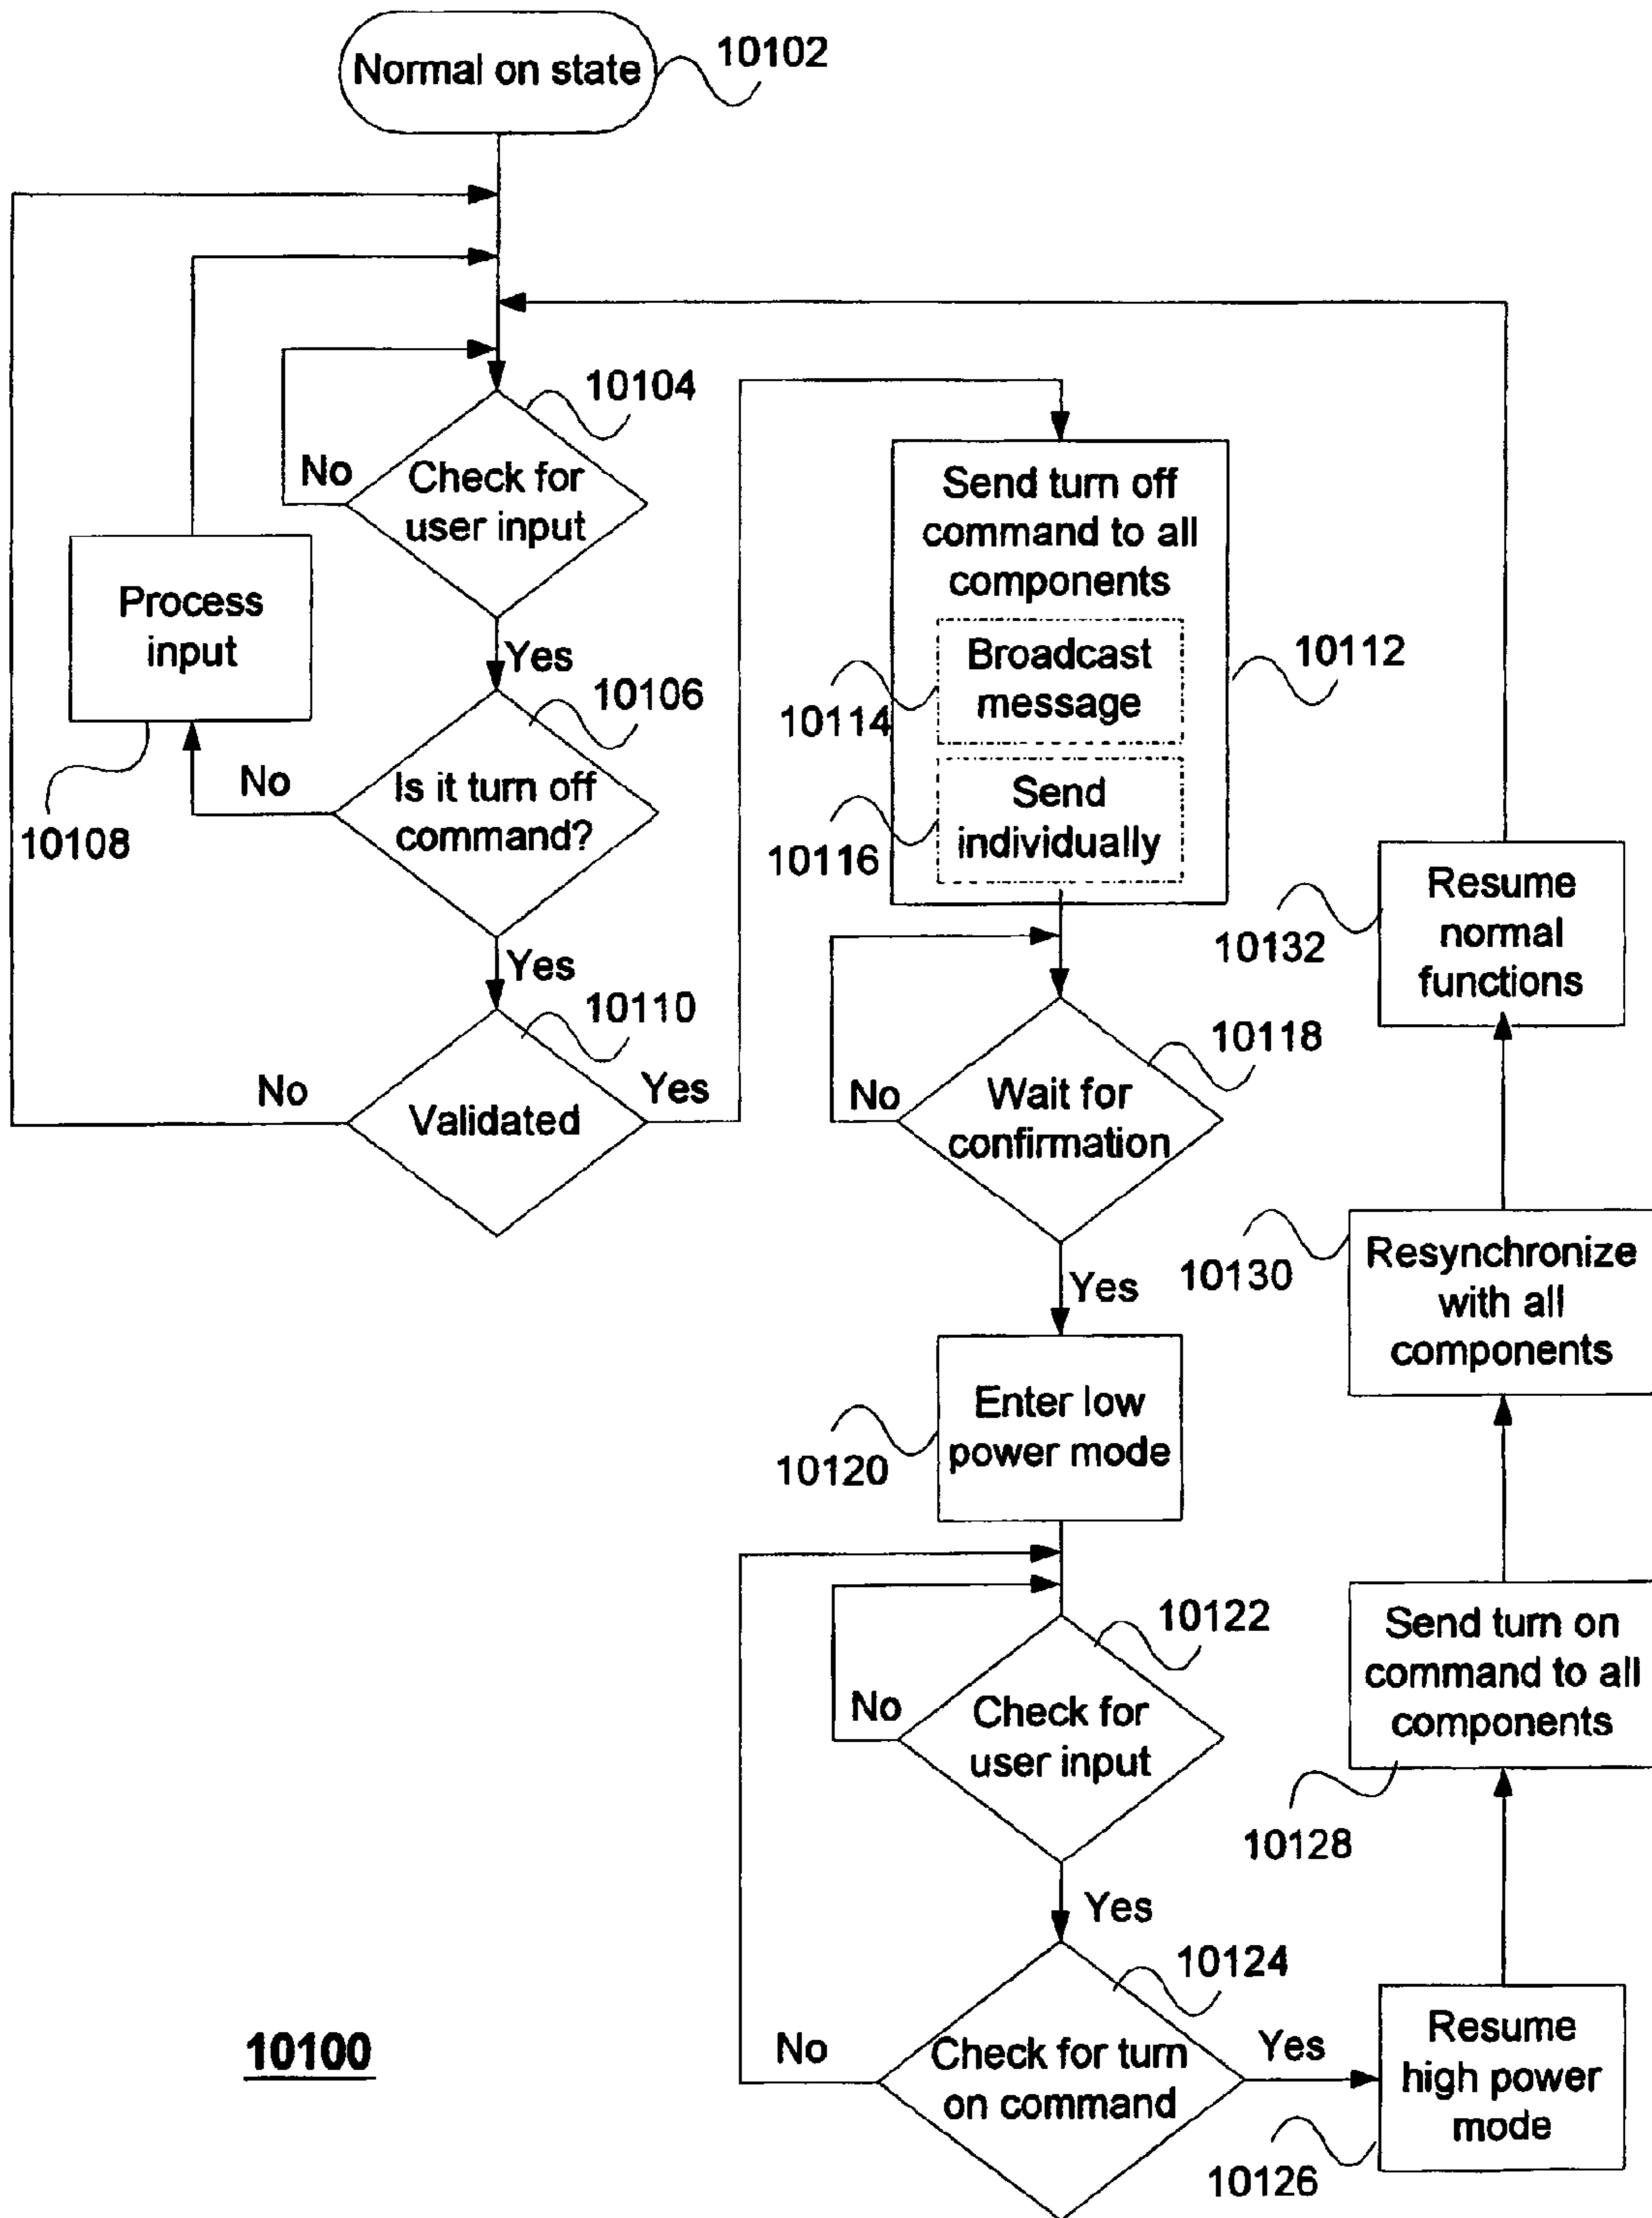 Normal on state
10102
10104
No
Check for
user input
Process
input
Yes
10106
10108
No
Is it turn off
command?
Yes
10110
No
Validated
Yes
Send turn off
command to all
components
Broadcast
message
10112
10114
Send
individually
10116
10118
No
Wait for
confirmation
Yes
Enter low
power mode
10120
10122
No
Check for
user input
Yes
10124
No
Check for turn
on command
Yes
Resume
high power
mode
10126
Send turn on
command to all
components
10128
Resynchronize
with all
components
10130
Resume
normal
functions
10132
10100